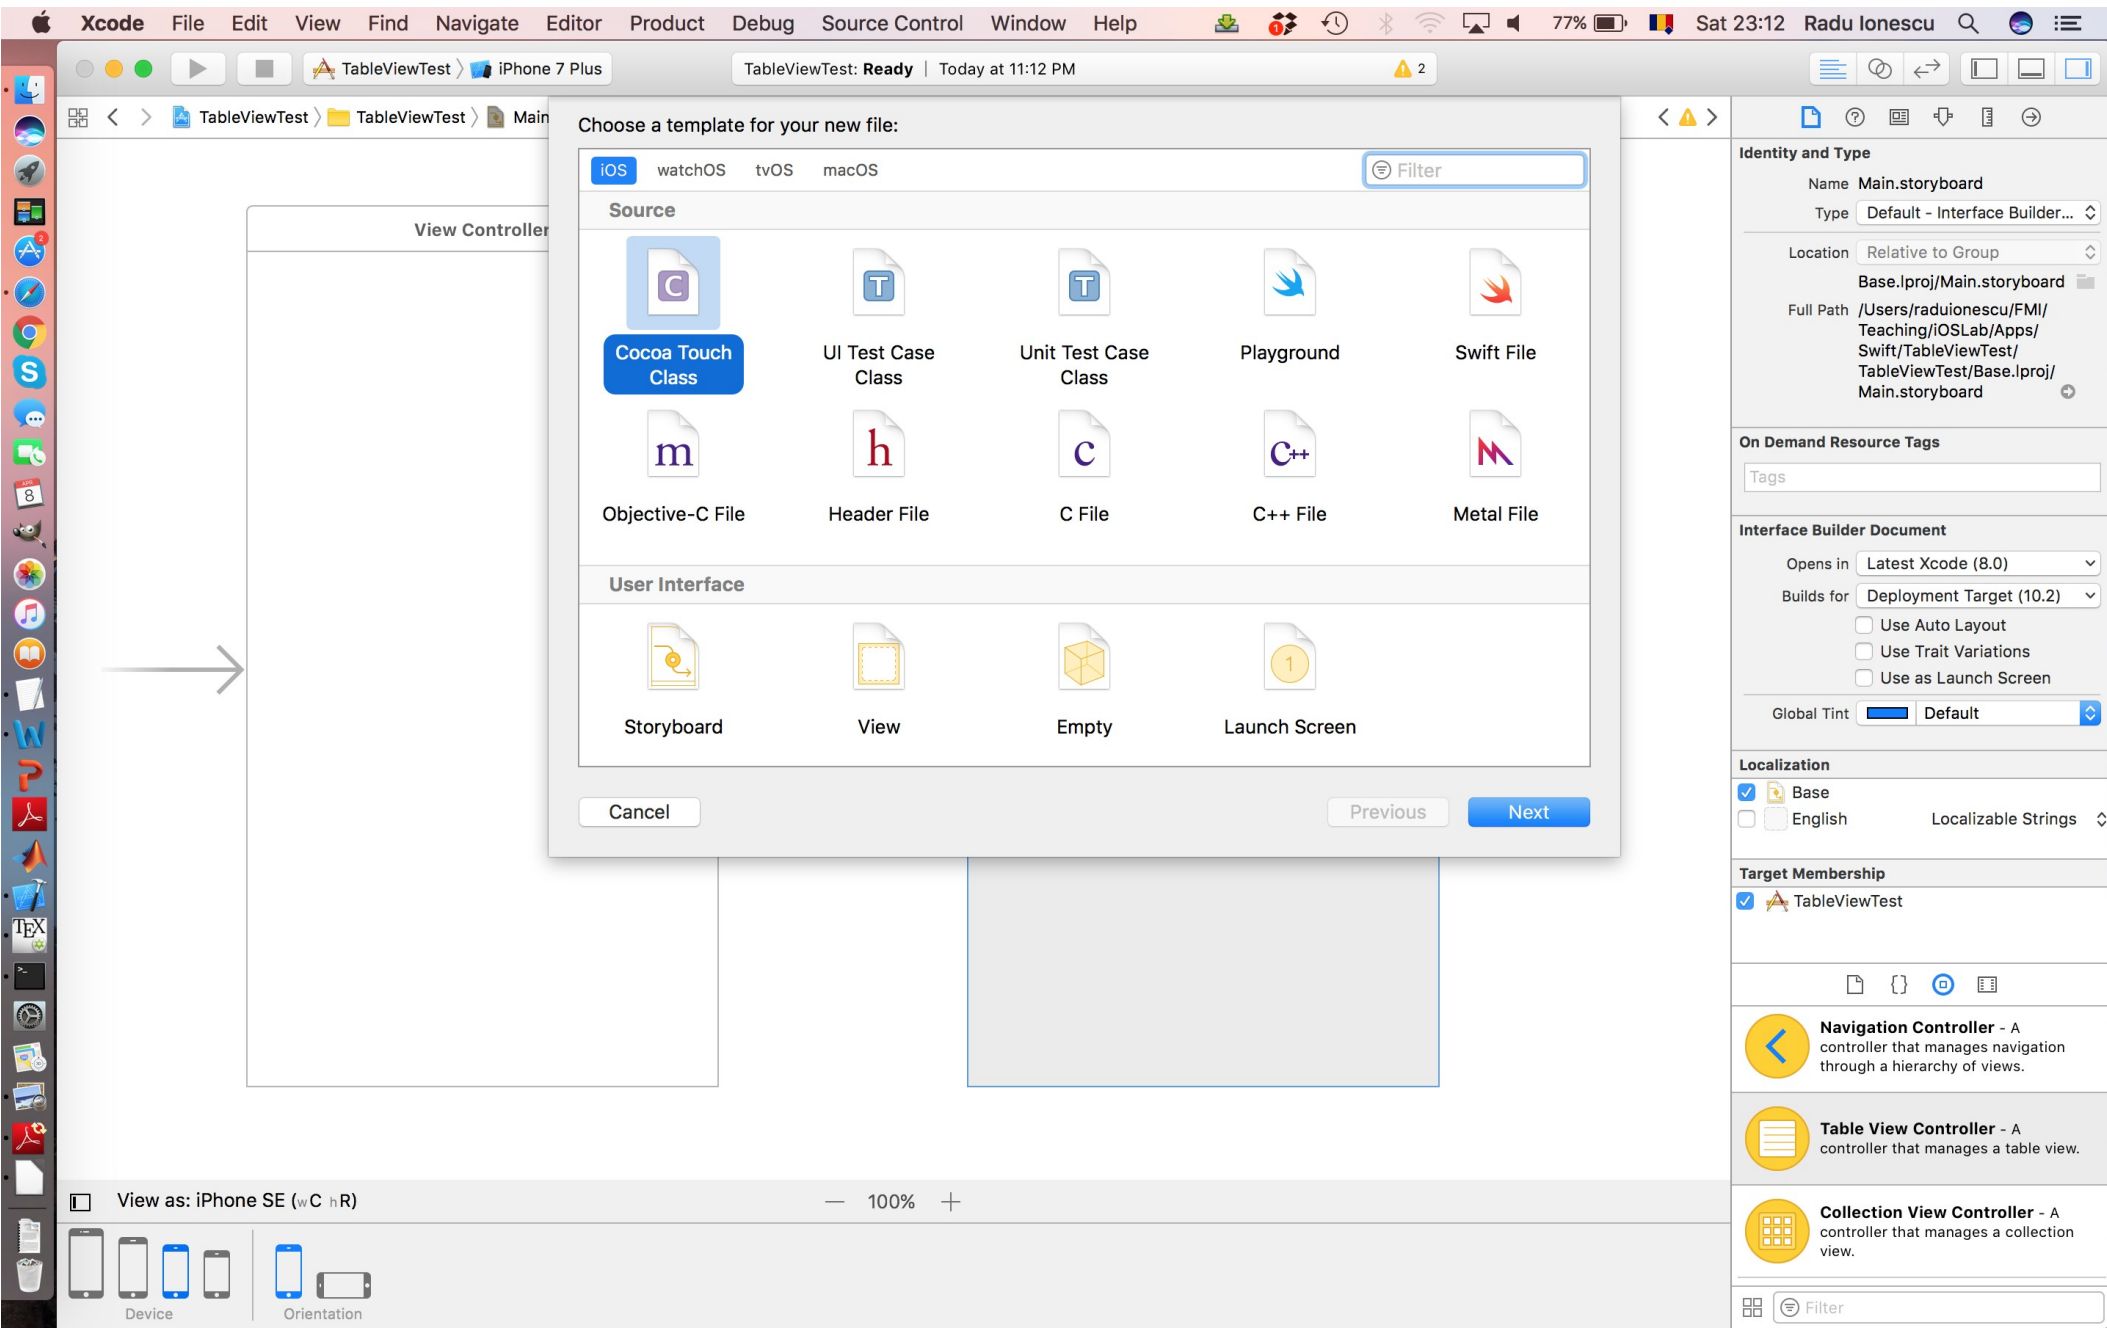 Xcode File Edit View Find Navigate Editor Product Debug Source Control Window Help 1 77% Sat 23:12 Radu Ionescu
TableViewTest iPhone 7 Plus TableViewTest: Ready | Today at 11:12 PM 2
TableViewTest TableViewTest Main
Choose a template for your new file:
iOS watchOS tvOS macOS Filter
Source
C T T
Cocoa Touch Class
UI Test Case Class
Unit Test Case Class
Playground
Swift File
m h c C++
Objective-C File Header File C File C++ File Metal File
User Interface
1
Storyboard View Empty Launch Screen
Cancel Previous Next
View Controller
Identity and Type
Name Main.storyboard
Type Default - Interface Builder...
Location Relative to Group
Base.lproj/Main.storyboard
Full Path /Users/raduionescu/FMI/
Teaching/iOSLab/Apps/
Swift/TableViewTest/
TableViewTest/Base.lproj/
Main.storyboard
On Demand Resource Tags
Tags
Interface Builder Document
Opens in Latest Xcode (8.0)
Builds for Deployment Target (10.2)
Use Auto Layout
Use Trait Variations
Use as Launch Screen
Global Tint Default
Localization
Base
English Localizable Strings
Target Membership
TableViewTest
{}
Navigation Controller - A
controller that manages navigation
through a hierarchy of views.
Table View Controller - A
controller that manages a table view.
Collection View Controller - A
controller that manages a collection
view.
Filter
View as: iPhone SE (wC hR) — 100% +
Device Orientation
2
S
8
W
P
TEX